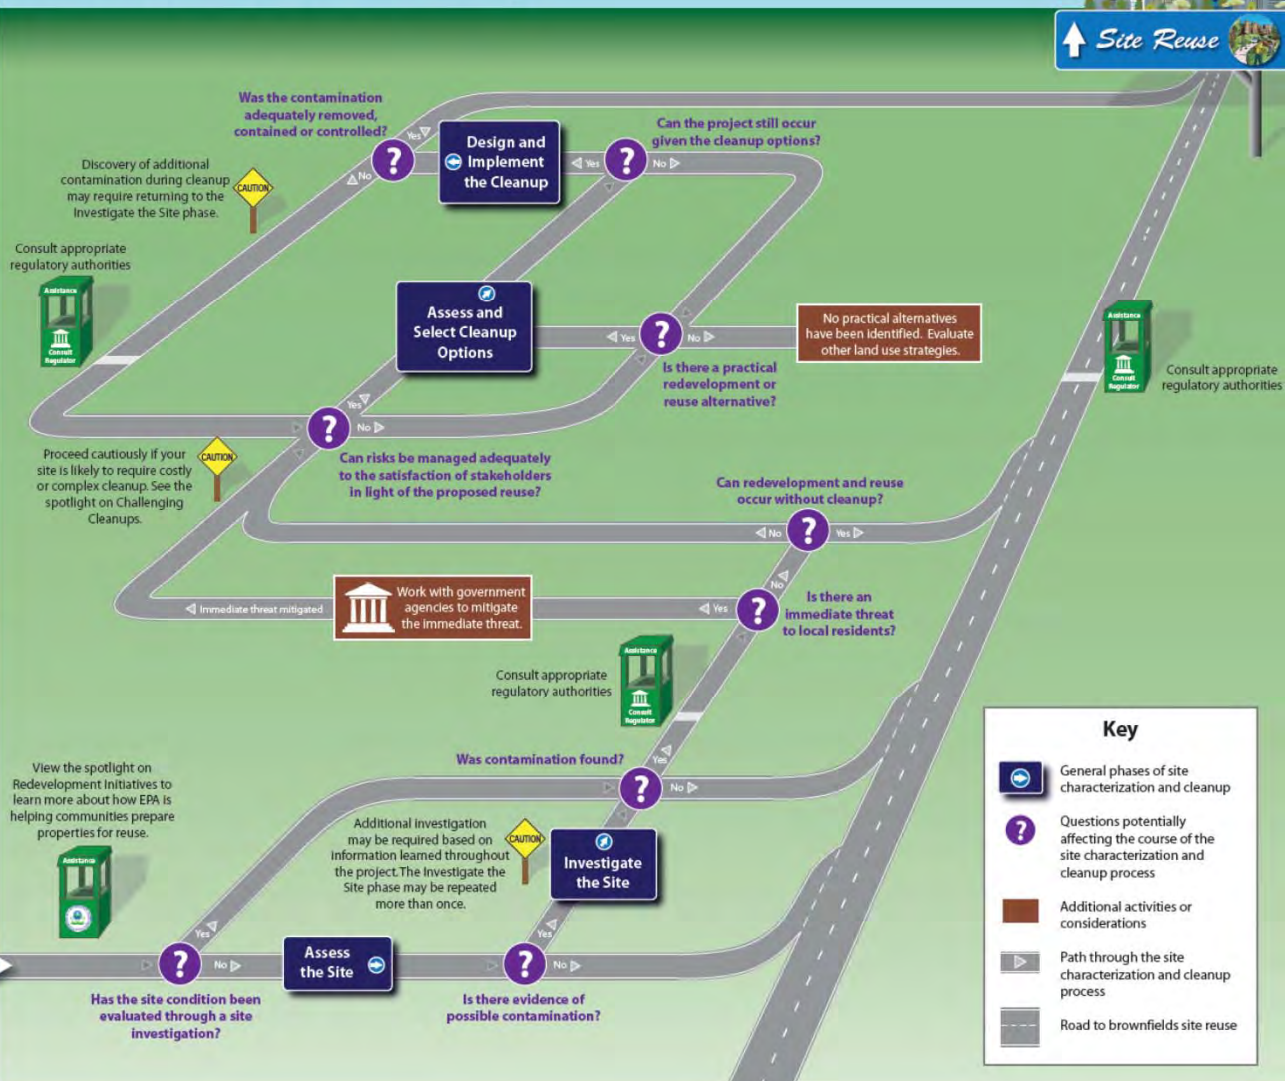 Site Reuse
Was the contamination
adequately removed,
contained or controlled?
Yes
No
Design and
Implement
the Cleanup
Yes
No
Can the project still occur
given the cleanup options?
Discovery of additional
contamination during cleanup
may require returning to the
Investigate the Site phase.
CAUTION
Consult appropriate
regulatory authorities
Assistance
Consult
Regulator
Assess and
Select Cleanup
Options
Yes
No
No practical alternatives
have been identified. Evaluate
other land use strategies.
Is there a practical
redevelopment or
reuse alternative?
Assistance
Consult
Regulator
Consult appropriate
regulatory authorities
Yes
No
Can risks be managed adequately
to the satisfaction of stakeholders
in light of the proposed reuse?
Proceed cautiously if your
site is likely to require costly
or complex cleanup. See the
spotlight on Challenging
Cleanups.
CAUTION
Can redevelopment and reuse
occur without cleanup?
No
Yes
No
Is there an
immediate threat
to local residents?
Yes
Work with government
agencies to mitigate
the immediate threat.
Immediate threat mitigated
Consult appropriate
regulatory authorities
Assistance
Consult
Regulator
Was contamination found?
Yes
No
View the spotlight on
Redevelopment Initiatives to
learn more about how EPA is
helping communities prepare
properties for reuse.
Assistance
Additional investigation
may be required based on
information learned throughout
the project. The Investigate the
Site phase may be repeated
more than once.
CAUTION
Investigate
the Site
Yes
No
Assess
the Site
Yes
No
Has the site condition been
evaluated through a site
investigation?
Is there evidence of
possible contamination?
Key
General phases of site
characterization and cleanup
Questions potentially
affecting the course of the
site characterization and
cleanup process
Additional activities or
considerations
Path through the site
characterization and cleanup
process
Road to brownfields site reuse